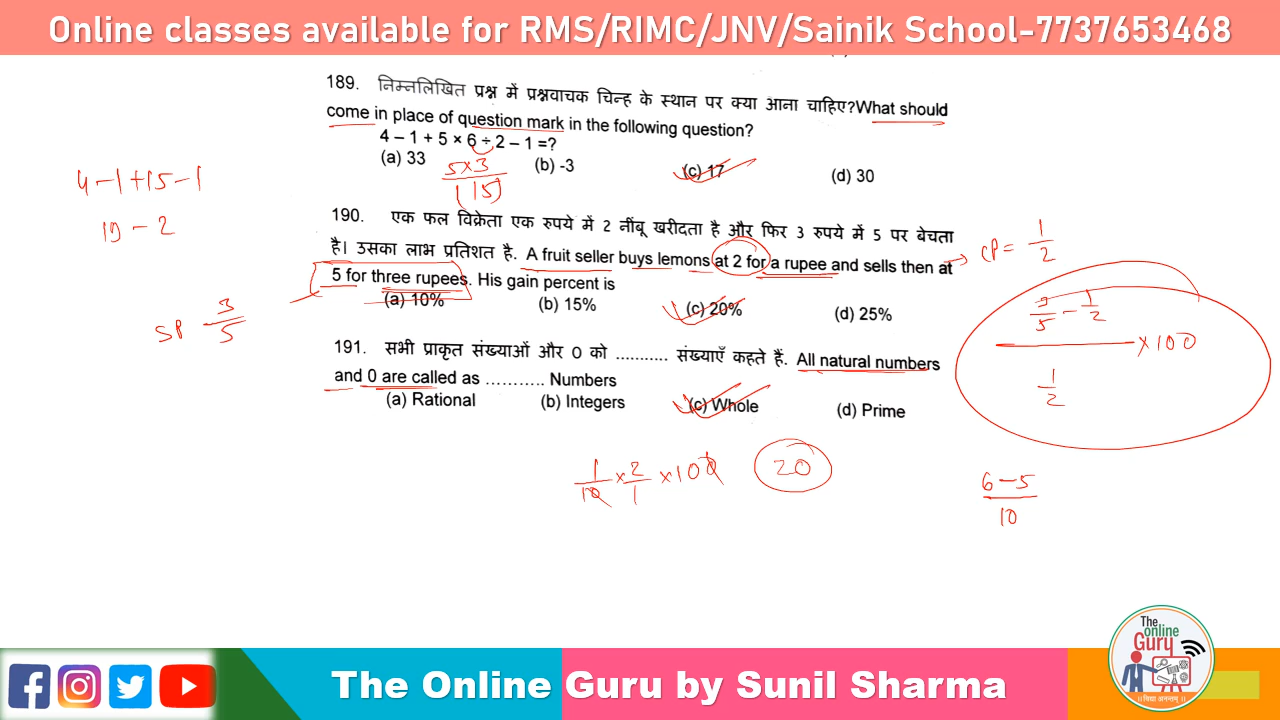 Online classes available for RMS/RIMC/JNV/Sainik School-7737653468
189. निम्नलिखित प्रश्न में प्रश्नवाचक चिन्ह के स्थान पर क्या आना चाहिए?What should
come in place of question mark in the following question?
4 – 1 + 5 × 6 ÷ 2 – 1 =?
(a) 33 (b) -3 (c) 17 (d) 30
5×3
(15)
4-1+15-1
19-2
190. एक फल विक्रेता एक रुपये में 2 नींबू खरीदता है और फिर 3 रुपये में 5 पर बेचता
है। उसका लाभ प्रतिशत है. A fruit seller buys lemons at 2 for a rupee and sells then at
5 for three rupees. His gain percent is
(a) 10% (b) 15% (c) 20% (d) 25%
CP = 1/2
SP 3/5
3/5 - 1/2
×100
1/2
191. सभी प्राकृत संख्याओं और 0 को .......... संख्याएँ कहते हैं. All natural numbers
and 0 are called as ........... Numbers
(a) Rational (b) Integers (c) Whole (d) Prime
1/10 × 2/1 × 100 20
6-5
10
The Online Guru by Sunil Sharma
The
online
Guru